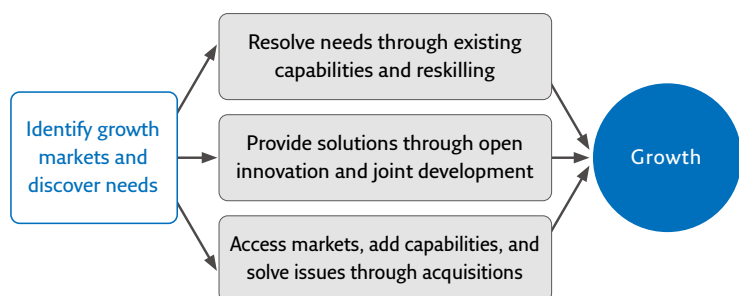 Resolve needs through existing
capabilities and reskilling
Identify growth
markets and
discover needs
Provide solutions through open
innovation and joint development
Growth
Access markets, add capabilities, and
solve issues through acquisitions